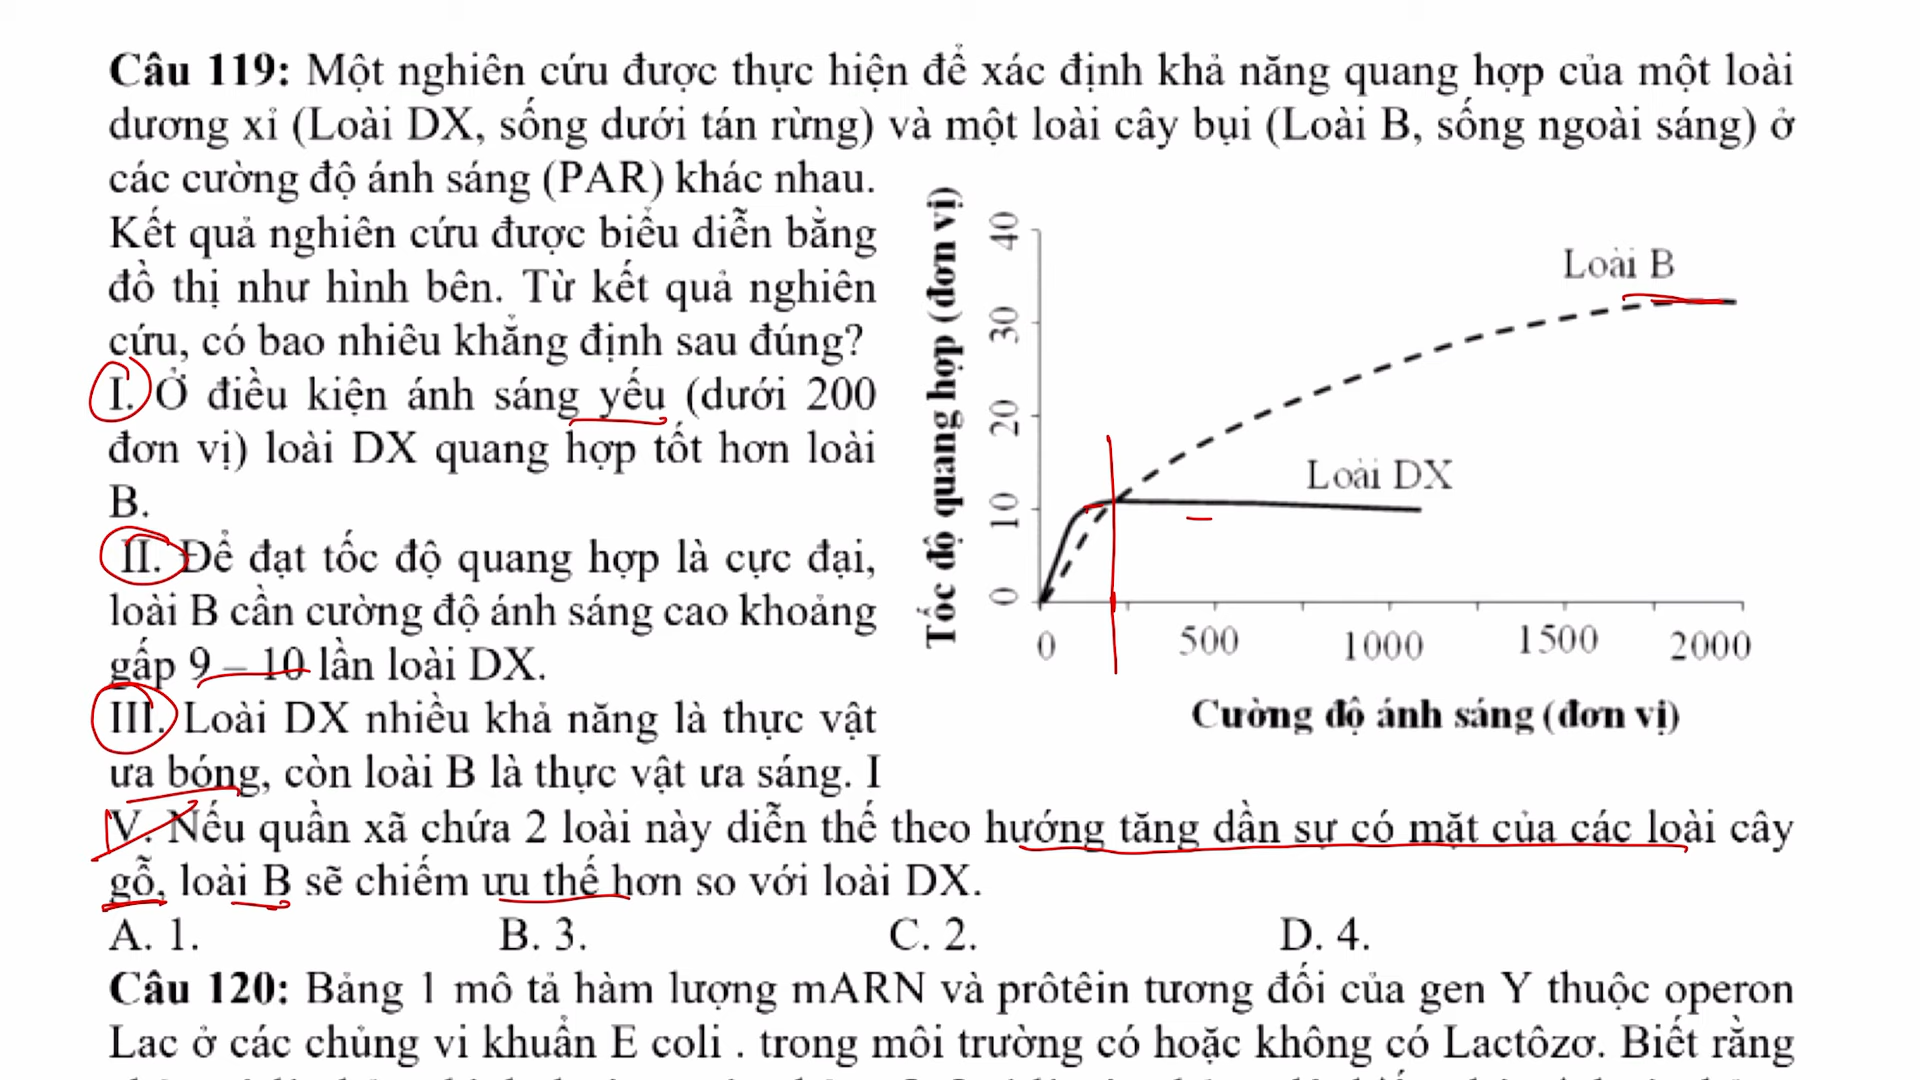 Câu 119: Một nghiên cứu được thực hiện để xác định khả năng quang hợp của một loài
dương xỉ (Loài DX, sống dưới tán rừng) và một loài cây bụi (Loài B, sống ngoài sáng) ở
các cường độ ánh sáng (PAR) khác nhau.
Kết quả nghiên cứu được biểu diễn bằng
đồ thị như hình bên. Từ kết quả nghiên
cứu, có bao nhiêu khẳng định sau đúng?
I. Ở điều kiện ánh sáng yếu (dưới 200
đơn vị) loài DX quang hợp tốt hơn loài
B.
II. Để đạt tốc độ quang hợp là cực đại,
loài B cần cường độ ánh sáng cao khoảng
gấp 9 – 10 lần loài DX.
III. Loài DX nhiều khả năng là thực vật
ưa bóng, còn loài B là thực vật ưa sáng. I
V. Nếu quần xã chứa 2 loài này diễn thế theo hướng tăng dần sự có mặt của các loài cây
gỗ, loài B sẽ chiếm ưu thế hơn so với loài DX.
Tốc độ quang hợp (đơn vị)
40
30
20
10
0
Loài B
Loài DX
0 500 1000 1500 2000
Cường độ ánh sáng (đơn vị)
A. 1. B. 3. C. 2. D. 4.
Câu 120: Bảng 1 mô tả hàm lượng mARN và prôtêin tương đối của gen Y thuộc operon
Lac ở các chủng vi khuẩn E coli . trong môi trường có hoặc không có Lactôzơ. Biết rằng